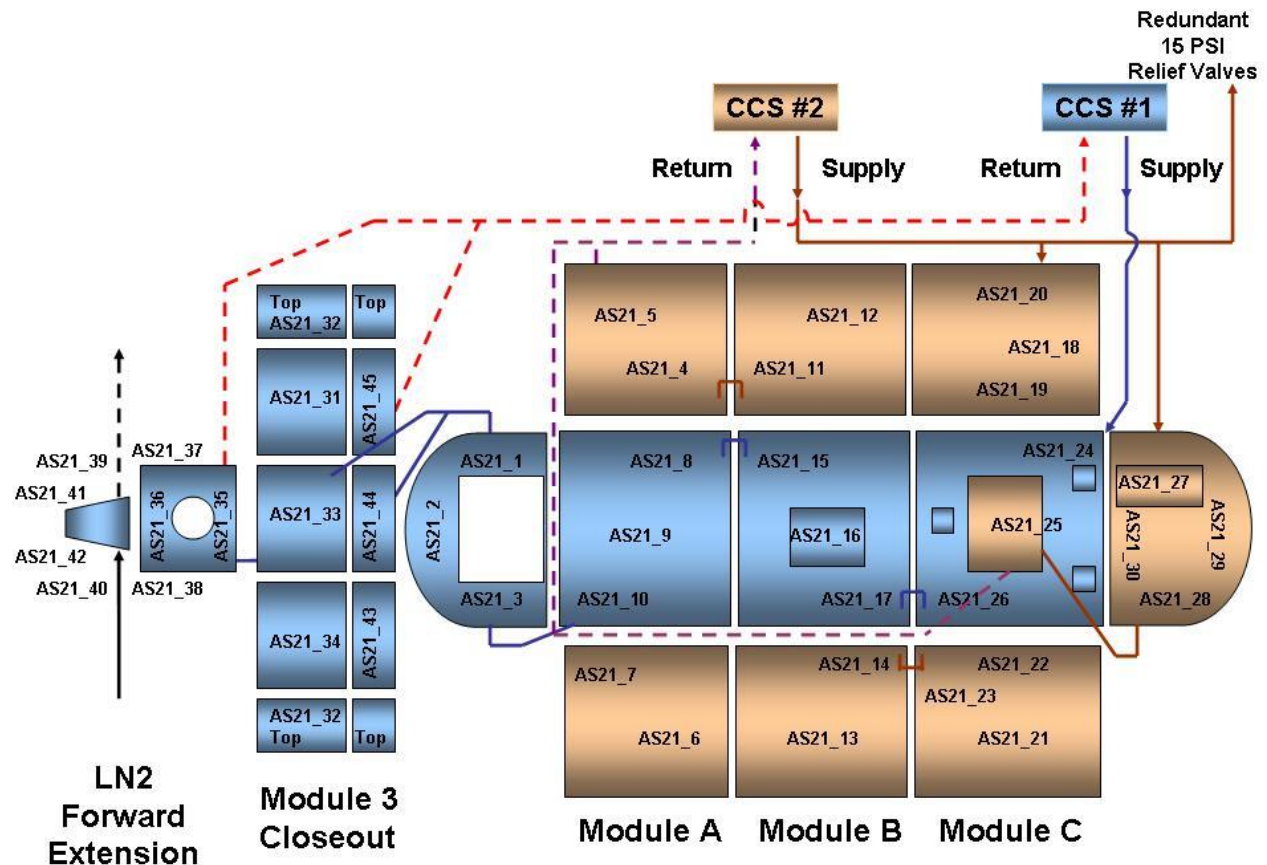 Redundant
15 PSI
Relief Valves
CCS #2
CCS #1
Return
Supply
Return
Supply
Top
AS21_32
Top
AS21_31
AS21_45
AS21_5
AS21_4
AS21_12
AS21_11
AS21_20
AS21_18
AS21_19
AS21_39
AS21_37
AS21_41
AS21_36
AS21_35
AS21_42
AS21_40
AS21_38
AS21_33
AS21_44
AS21_1
AS21_2
AS21_3
AS21_8
AS21_9
AS21_10
AS21_15
AS21_16
AS21_17
AS21_24
AS21_25
AS21_26
AS21_27
AS21_30
AS21_29
AS21_28
AS21_34
AS21_43
AS21_32
Top
Top
AS21_7
AS21_6
AS21_14
AS21_13
AS21_22
AS21_23
AS21_21
LN2
Forward
Extension
Module 3
Closeout
Module A
Module B
Module C